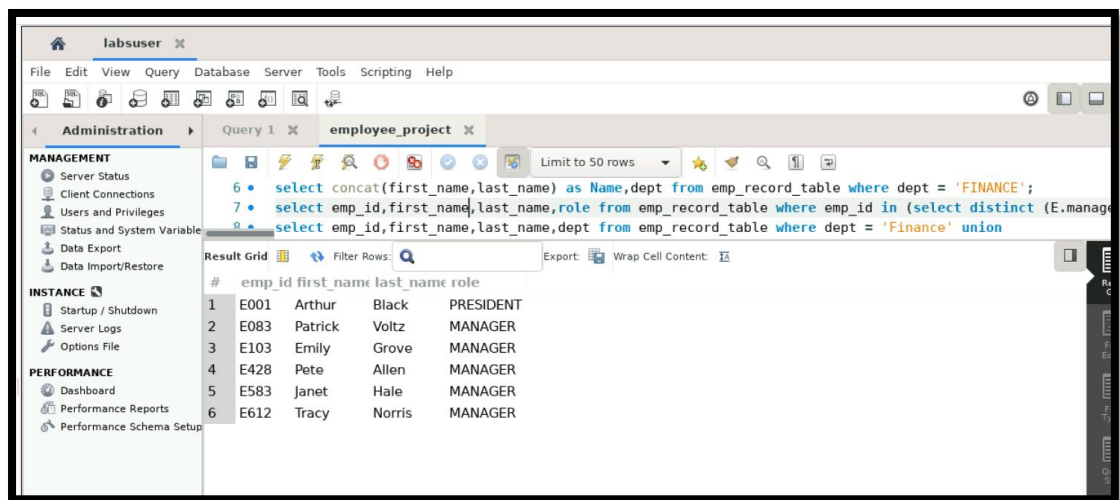 labsuser
File Edit View Query Database Server Tools Scripting Help
Administration Query 1 employee_project
MANAGEMENT
Server Status
Client Connections
Users and Privileges
Status and System Variable
Data Export
Data Import/Restore
INSTANCE
Startup / Shutdown
Server Logs
Options File
PERFORMANCE
Dashboard
Performance Reports
Performance Schema Setup
Limit to 50 rows
6 select concat(first_name,last_name) as Name,dept from emp_record_table where dept = 'FINANCE';
7 select emp_id,first_name,last_name,role from emp_record_table where emp_id in (select distinct (E.manage
8 select emp_id,first_name,last_name,dept from emp_record_table where dept = 'Finance' union
Result Grid Filter Rows: Export: Wrap Cell Content:
# emp_id first_name last_name role
1 E001 Arthur Black PRESIDENT
2 E083 Patrick Voltz MANAGER
3 E103 Emily Grove MANAGER
4 E428 Pete Allen MANAGER
5 E583 Janet Hale MANAGER
6 E612 Tracy Norris MANAGER